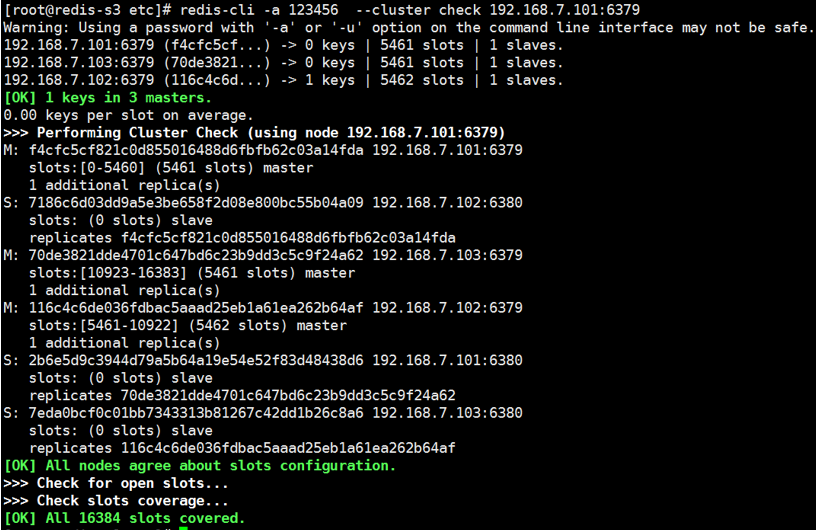 [root@redis-s3 etc]# redis-cli -a 123456  --cluster check 192.168.7.101:6379
Warning: Using a password with '-a' or '-u' option on the command line interface may not be safe.
192.168.7.101:6379 (f4cfc5cf...) -> 0 keys | 5461 slots | 1 slaves.
192.168.7.103:6379 (70de3821...) -> 0 keys | 5461 slots | 1 slaves.
192.168.7.102:6379 (116c4c6d...) -> 1 keys | 5462 slots | 1 slaves.
[OK] 1 keys in 3 masters.
0.00 keys per slot on average.
>>> Performing Cluster Check (using node 192.168.7.101:6379)
M: f4cfc5cf821c0d855016488d6fbfb62c03a14fda 192.168.7.101:6379
   slots:[0-5460] (5461 slots) master
   1 additional replica(s)
S: 7186c6d03dd9a5e3be658f2d08e800bc55b04a09 192.168.7.102:6380
   slots: (0 slots) slave
   replicates f4cfc5cf821c0d855016488d6fbfb62c03a14fda
M: 70de3821dde4701c647bd6c23b9dd3c5c9f24a62 192.168.7.103:6379
   slots:[10923-16383] (5461 slots) master
   1 additional replica(s)
M: 116c4c6de036fdbac5aaad25eb1a61ea262b64af 192.168.7.102:6379
   slots:[5461-10922] (5462 slots) master
   1 additional replica(s)
S: 2b6e5d9c3944d79a5b64a19e54e52f83d48438d6 192.168.7.101:6380
   slots: (0 slots) slave
   replicates 70de3821dde4701c647bd6c23b9dd3c5c9f24a62
S: 7eda0bcf0c01bb7343313b81267c42dd1b26c8a6 192.168.7.103:6380
   slots: (0 slots) slave
   replicates 116c4c6de036fdbac5aaad25eb1a61ea262b64af
[OK] All nodes agree about slots configuration.
>>> Check for open slots...
>>> Check slots coverage...
[OK] All 16384 slots covered.